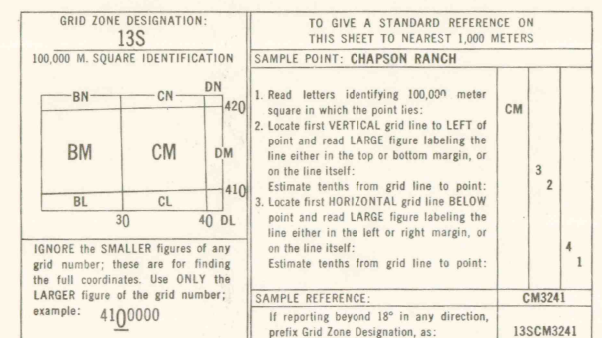 GRID ZONE DESIGNATION:
13S
100,000 M. SQUARE IDENTIFICATION
BN
CN
DN
420
BM
CM
DM
410
BL
CL
30
40
DL
IGNORE the SMALLER figures of any
grid number; these are for finding
the full coordinates. Use ONLY the
LARGER figure of the grid number;
example: 4100000
TO GIVE A STANDARD REFERENCE ON
THIS SHEET TO NEAREST 1,000 METERS
SAMPLE POINT: CHAPSON RANCH
1. Read letters identifying 100,000 meter
square in which the point lies:
CM
2. Locate first VERTICAL grid line to LEFT of
point and read LARGE figure labeling the
line either in the top or bottom margin, or
on the line itself:
3
Estimate tenths from grid line to point:
2
3. Locate first HORIZONTAL grid line BELOW
point and read LARGE figure labeling the
line either in the left or right margin, or
on the line itself:
4
Estimate tenths from grid line to point:
1
SAMPLE REFERENCE:
CM3241
If reporting beyond 18° in any direction,
prefix Grid Zone Designation, as:
13SCM3241